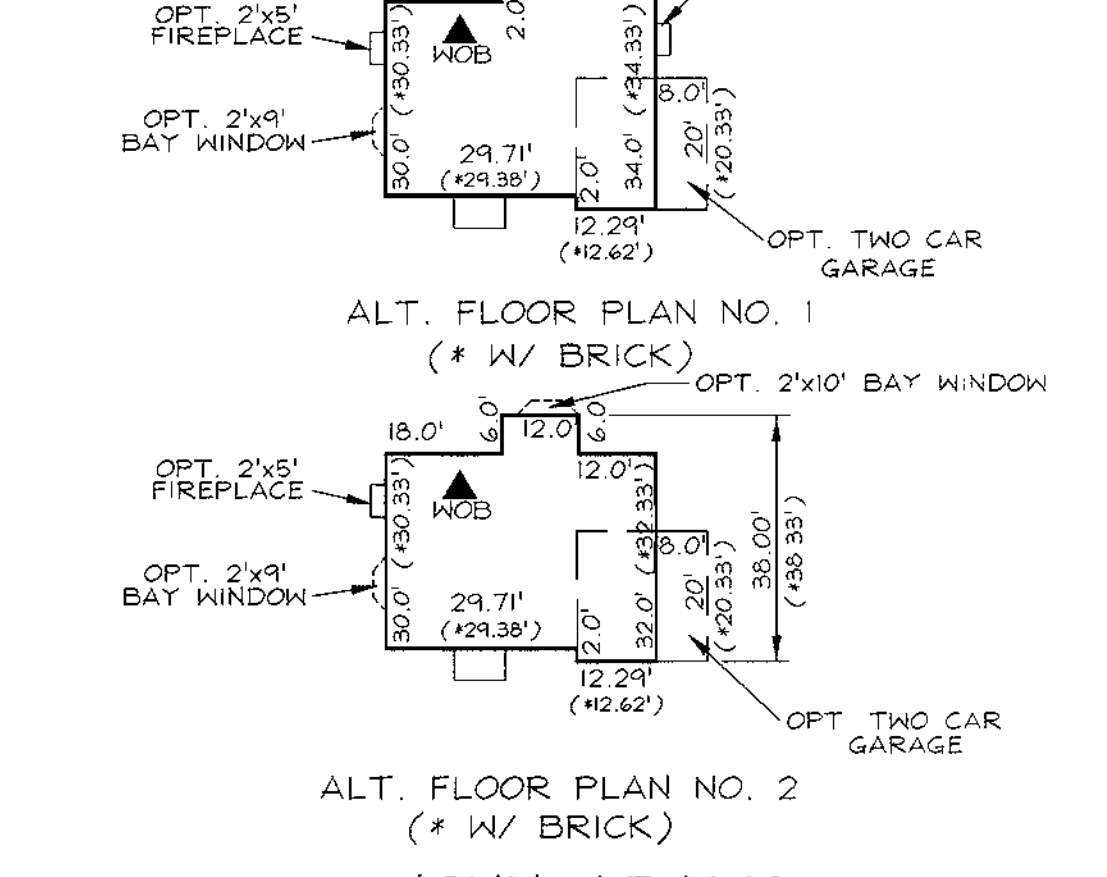 OPT. 2'x5'
FIREPLACE
WOB
2.0
(*30.33')
(*34.33')
8.0'
OPT. 2'x9'
BAY WINDOW
30.0'
29.71'
(*29.38')
2.0'
34.0'
20'
(*20.33')
12.29'
(*12.62')
OPT. TWO CAR
GARAGE
ALT. FLOOR PLAN NO. 1
(* W/ BRICK)
OPT. 2'x10' BAY WINDOW
18.0'
6.0'
12.0'
6.0
OPT. 2'x5'
FIREPLACE
WOB
12.0'
(*30.33')
(*32.33')
8.0'
38.00'
(*38 33')
OPT. 2'x9'
BAY WINDOW
30.0'
29.71'
(*29.38')
2.0'
32.0'
20'
(*20.33')
12.29'
(*12.62')
OPT TWO CAR
GARAGE
ALT. FLOOR PLAN NO. 2
(* W/ BRICK)